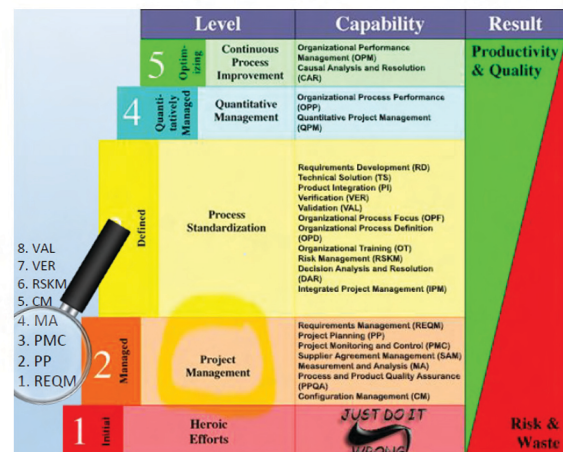 Level Capability Result
5
Optim-
izing
Continuous
Process
Improvement
Organizational Performance
Management (OPM)
Causal Analysis and Resolution
(CAR)
Productivity
& Quality
4
Quanti-
tatively
Managed
Quantitative
Management
Organizational Process Performance
(OPP)
Quantitative Project Management
(QPM)
Defined
Process
Standardization
Requirements Development (RD)
Technical Solution (TS)
Product Integration (PI)
Verification (VER)
Validation (VAL)
Organizational Process Focus (OPF)
Organizational Process Definition
(OPD)
Organizational Training (OT)
Risk Management (RSKM)
Decision Analysis and Resolution
(DAR)
Integrated Project Management (IPM)
8. VAL
7. VER
6. RSKM
5. CM
4. MA
3. PMC
2. PP
1. REQM
2
Managed
Project
Management
Requirements Management (REQM)
Project Planning (PP)
Project Monitoring and Control (PMC)
Supplier Agreement Management (SAM)
Measurement and Analysis (MA)
Process and Product Quality Assurance
(PPQA)
Configuration Management (CM)
1
Initial
Heroic
Efforts
JUST DO IT
WRONG
Risk &
Waste